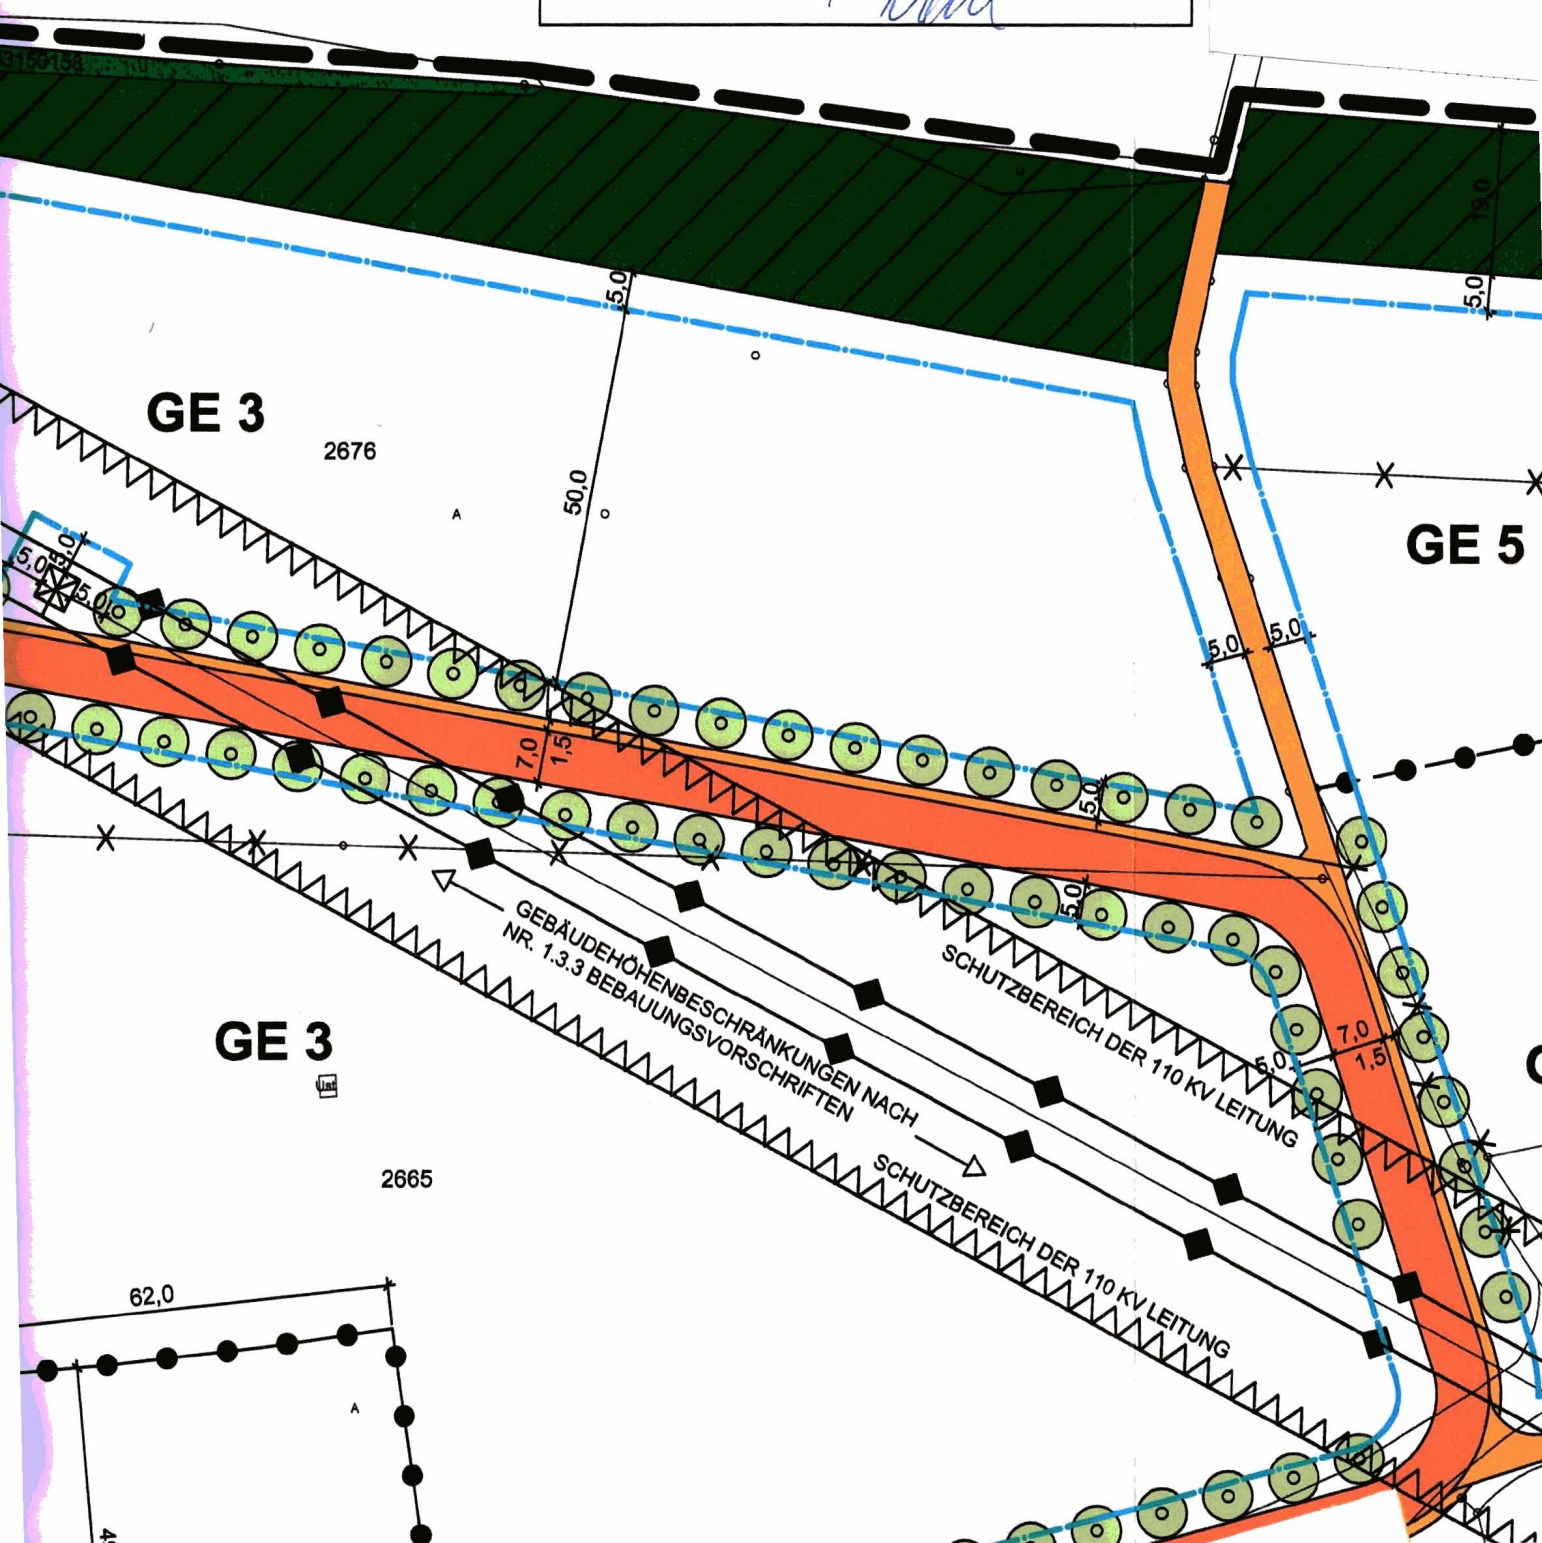 19,0
5,0
5,0
GE 3
2676
50,0
A
GE 5
5,0
5,0
5,0
5,0
5,0
7,0
1,5
5,0
5,0
GEBÄUDEHÖHENBESCHRÄNKUNGEN NACH
NR. 1.3.3 BEBAUUNGSVORSCHRIFTEN
SCHUTZBEREICH DER 110 KV LEITUNG
7,0
1,5
5,0
GE 3
Ust
2665
SCHUTZBEREICH DER 110 KV LEITUNG
62,0
A